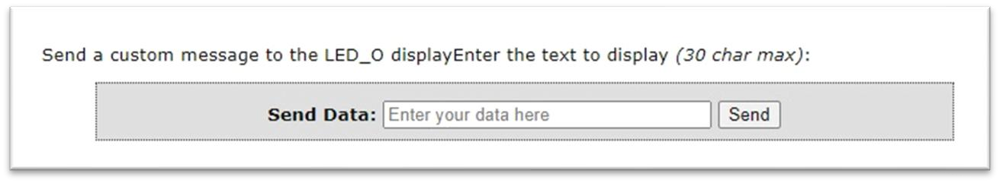 Send a custom message to the LED_O displayEnter the text to display (30 char max):
Send Data: Enter your data here Send